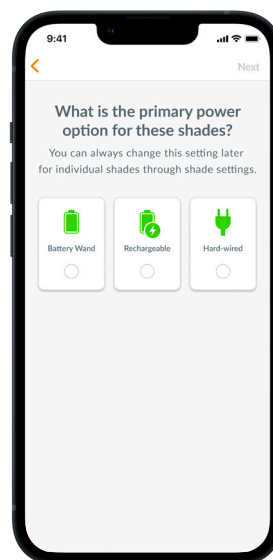 9:41
Next
What is the primary power
option for these shades?
You can always change this setting later
for individual shades through shade settings.
Battery Wand
Rechargeable
Hard-wired